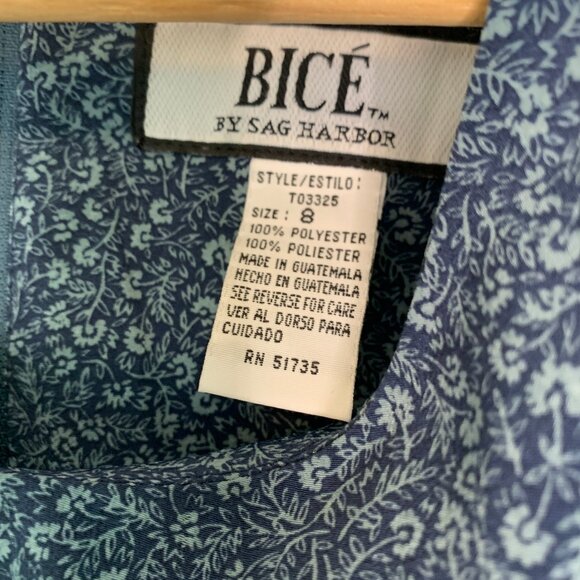 BICÉ™
BY SAG HARBOR
STYLE/ESTILO:
T03325
SIZE: 8
100% POLYESTER
100% POLIESTER
MADE IN GUATEMALA
HECHO EN GUATEMALA
SEE REVERSE FOR CARE
VER AL DORSO PARA
CUIDADO
RN 51735